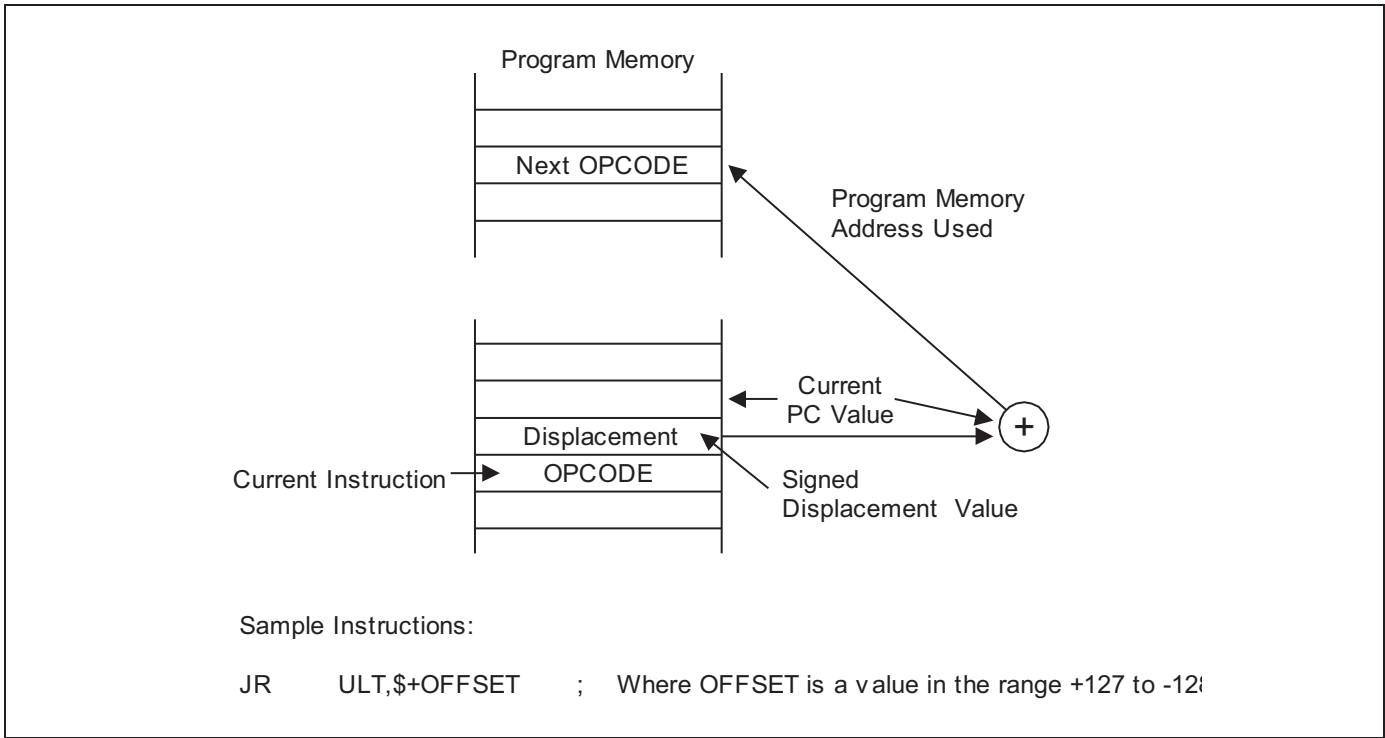 Program Memory
Next OPCODE
Program Memory
Address Used
Current
PC Value
+
Displacement
OPCODE
Current Instruction
Signed
Displacement Value
Sample Instructions:
JR ULT,$+OFFSET ; Where OFFSET is a value in the range +127 to